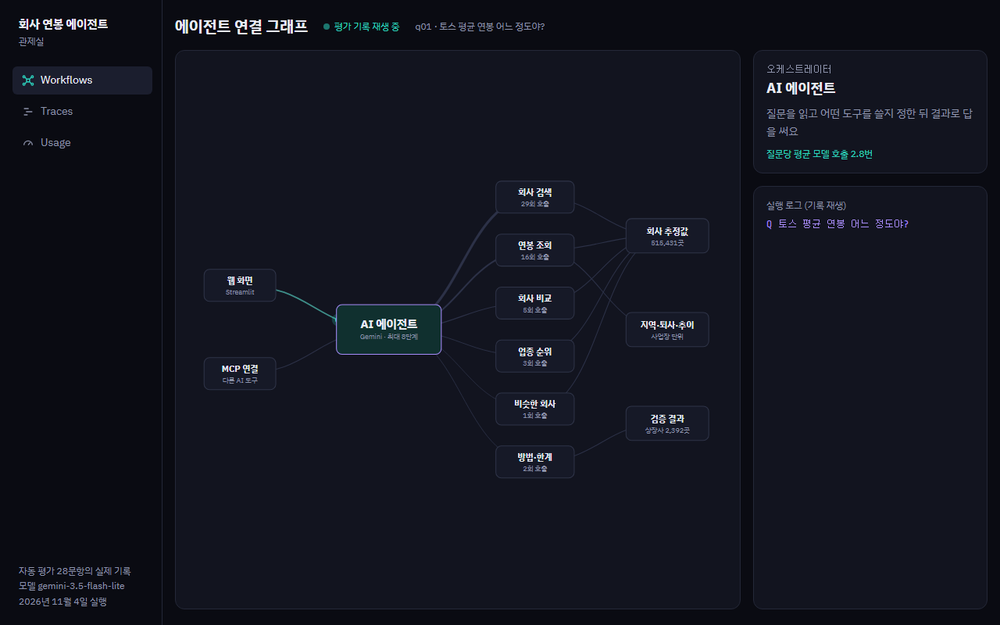 회사 연봉 에이전트
관제실
Workflows
Traces
Usage
자동 평가 28문항의 실제 기록
모델 gemini-3.5-flash-lite
2026년 11월 4일 실행
에이전트 연결 그래프
평가 기록 재생 중
q01 · 토스 평균 연봉 어느 정도야?
웹 화면
Streamlit
MCP 연결
다른 AI 도구
AI 에이전트
Gemini · 최대 8단계
회사 검색
29회 호출
연봉 조회
16회 호출
회사 비교
5회 호출
업종 순위
3회 호출
비슷한 회사
1회 호출
방법·한계
2회 호출
회사 추정값
515,431곳
지역·퇴사·추이
사업장 단위
검증 결과
상장사 2,392곳
오케스트레이터
AI 에이전트
질문을 읽고 어떤 도구를 쓸지 정한 뒤 결과로 답
을 써요
질문당 평균 모델 호출 2.8번
실행 로그 (기록 재생)
Q 토스 평균 연봉 어느 정도야?